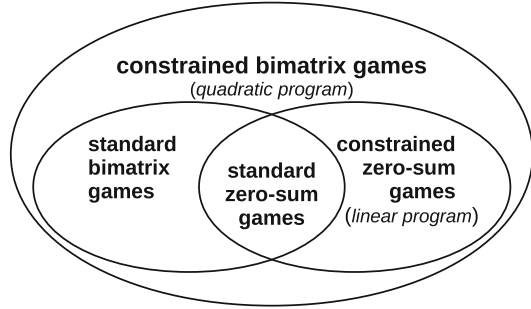 constrained bimatrix games
(quadratic program)
standard
bimatrix
games
standard
zero-sum
games
constrained
zero-sum
games
(linear program)